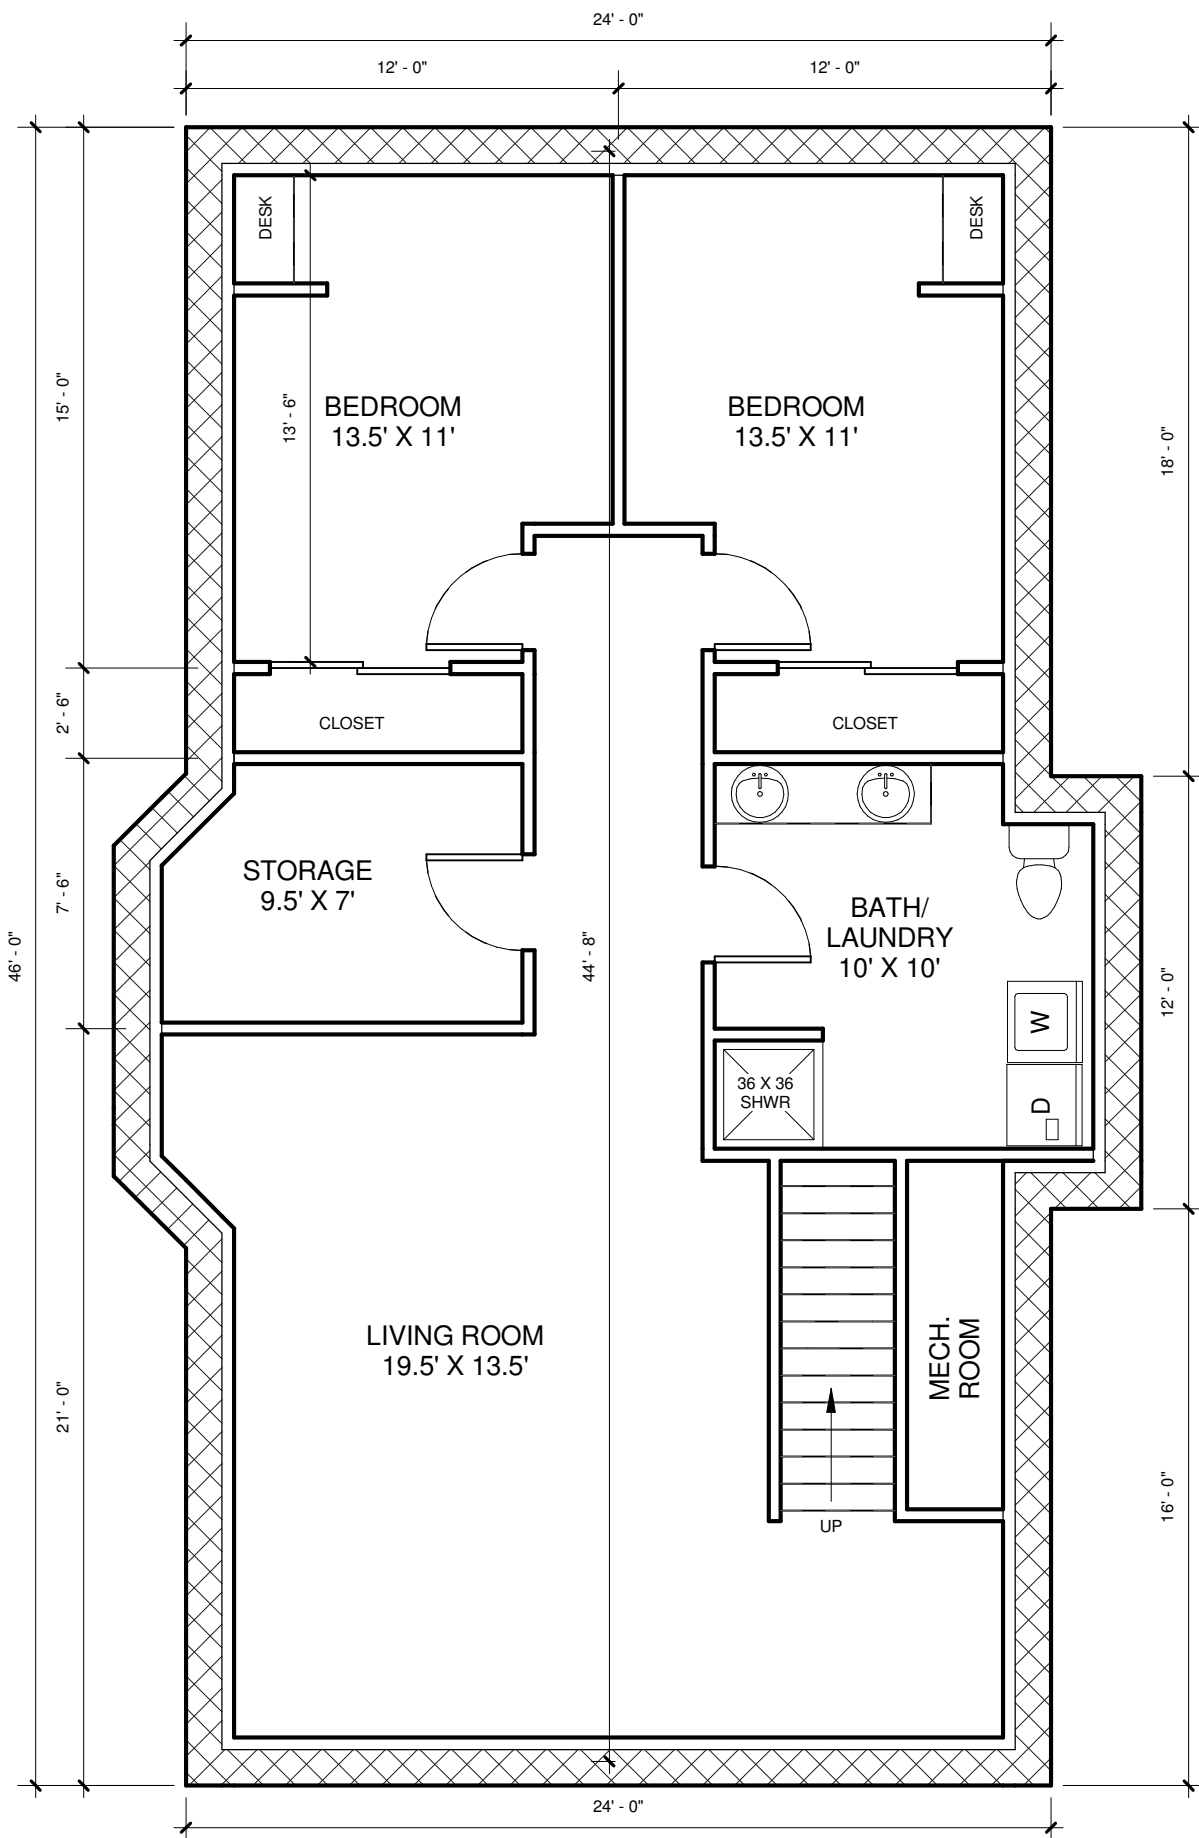 24' - 0"
12' - 0"
12' - 0"
DESK
DESK
15' - 0"
13' - 6"
BEDROOM
13.5' X 11'
BEDROOM
13.5' X 11'
18' - 0"
2' - 6"
CLOSET
CLOSET
7' - 6"
STORAGE
9.5' X 7'
BATH/
LAUNDRY
10' X 10'
46' - 0"
44' - 8"
12' - 0"
W
36 X 36
SHWR
D
LIVING ROOM
19.5' X 13.5'
MECH.
ROOM
21' - 0"
16' - 0"
UP
24' - 0"